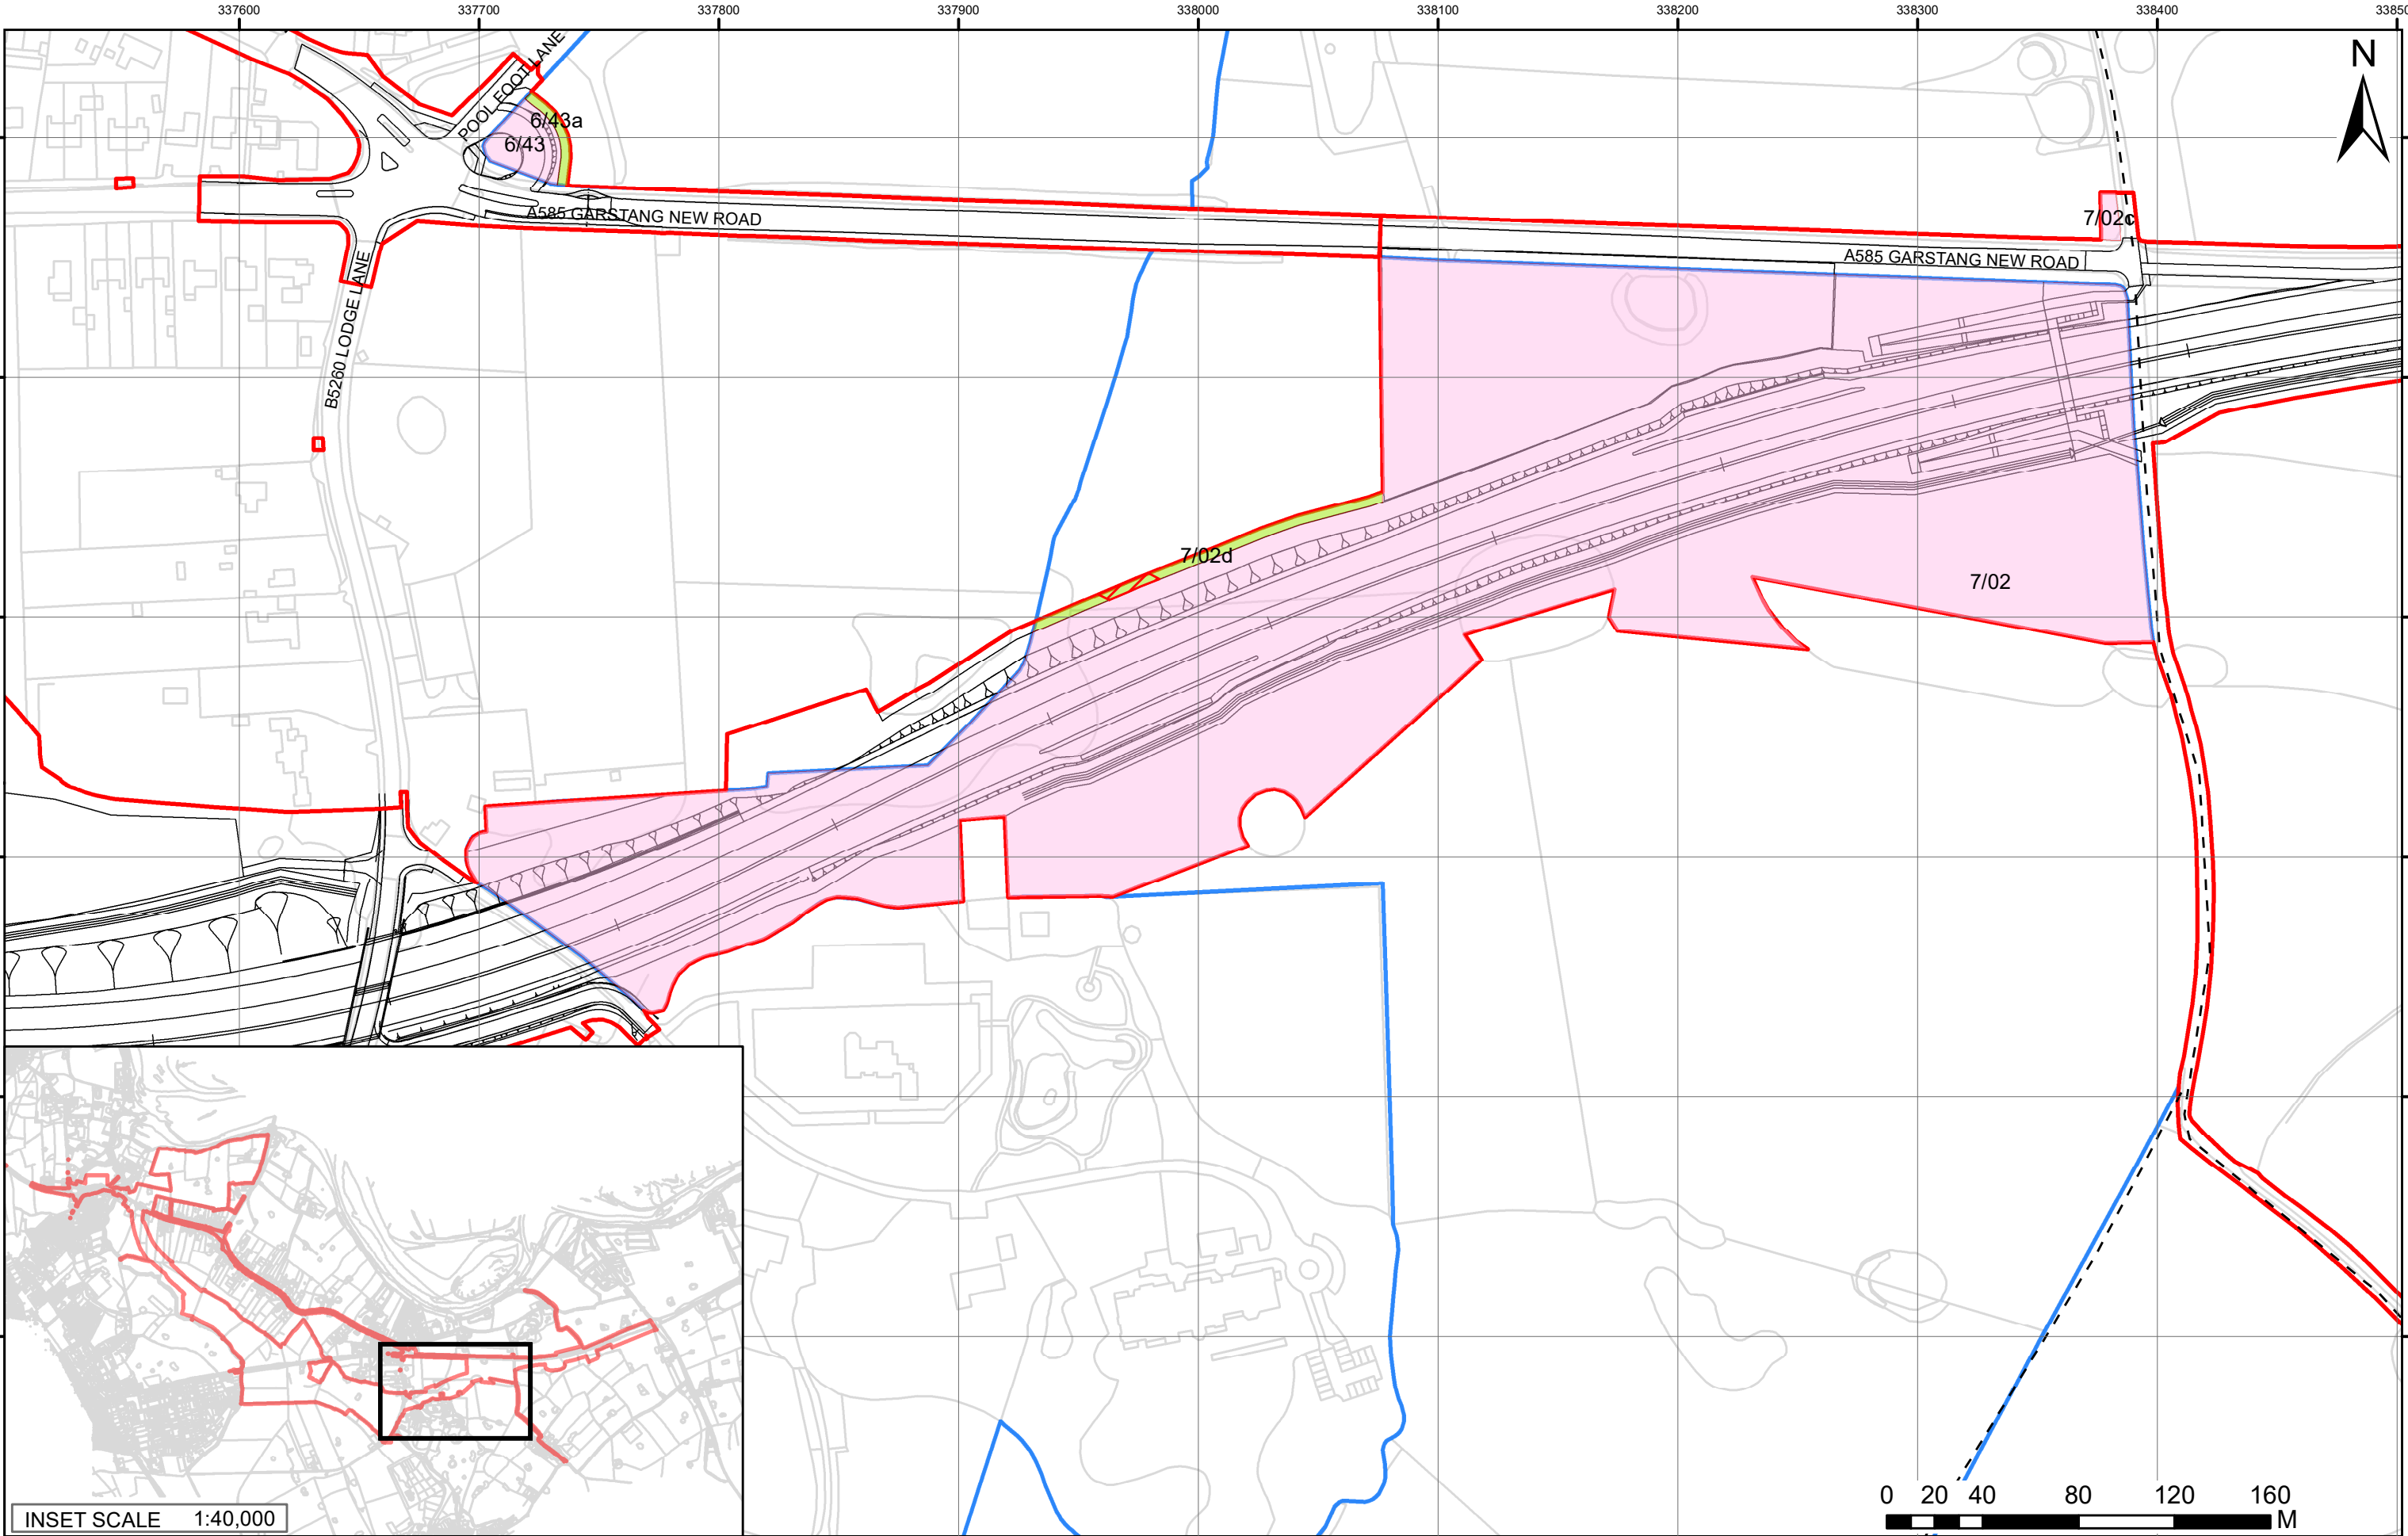 337600 337700 337800 337900 338000 338100 338200 338300 338400
N
POOL FOOT LANE
6/43a
6/43
A585 GARSTANG NEW ROAD
7/02c
A585 GARSTANG NEW ROAD
B5260 LODGE LANE
7/02d
7/02
0 20 40 80 120 160
M
INSET SCALE 1:40,000